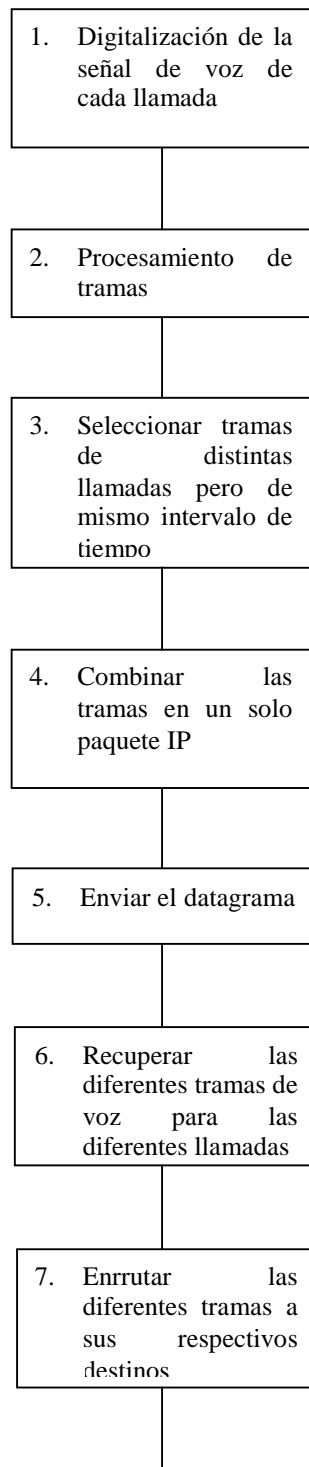 1. Digitalización de la
señal de voz de
cada llamada
2. Procesamiento de
tramas
3. Seleccionar tramas
de distintas
llamadas pero de
mismo intervalo de
tiempo
4. Combinar las
tramas en un solo
paquete IP
5. Enviar el datagrama
6. Recuperar las
diferentes tramas de
voz para las
diferentes llamadas
7. Enrrutar las
diferentes tramas a
sus respectivos
destinos